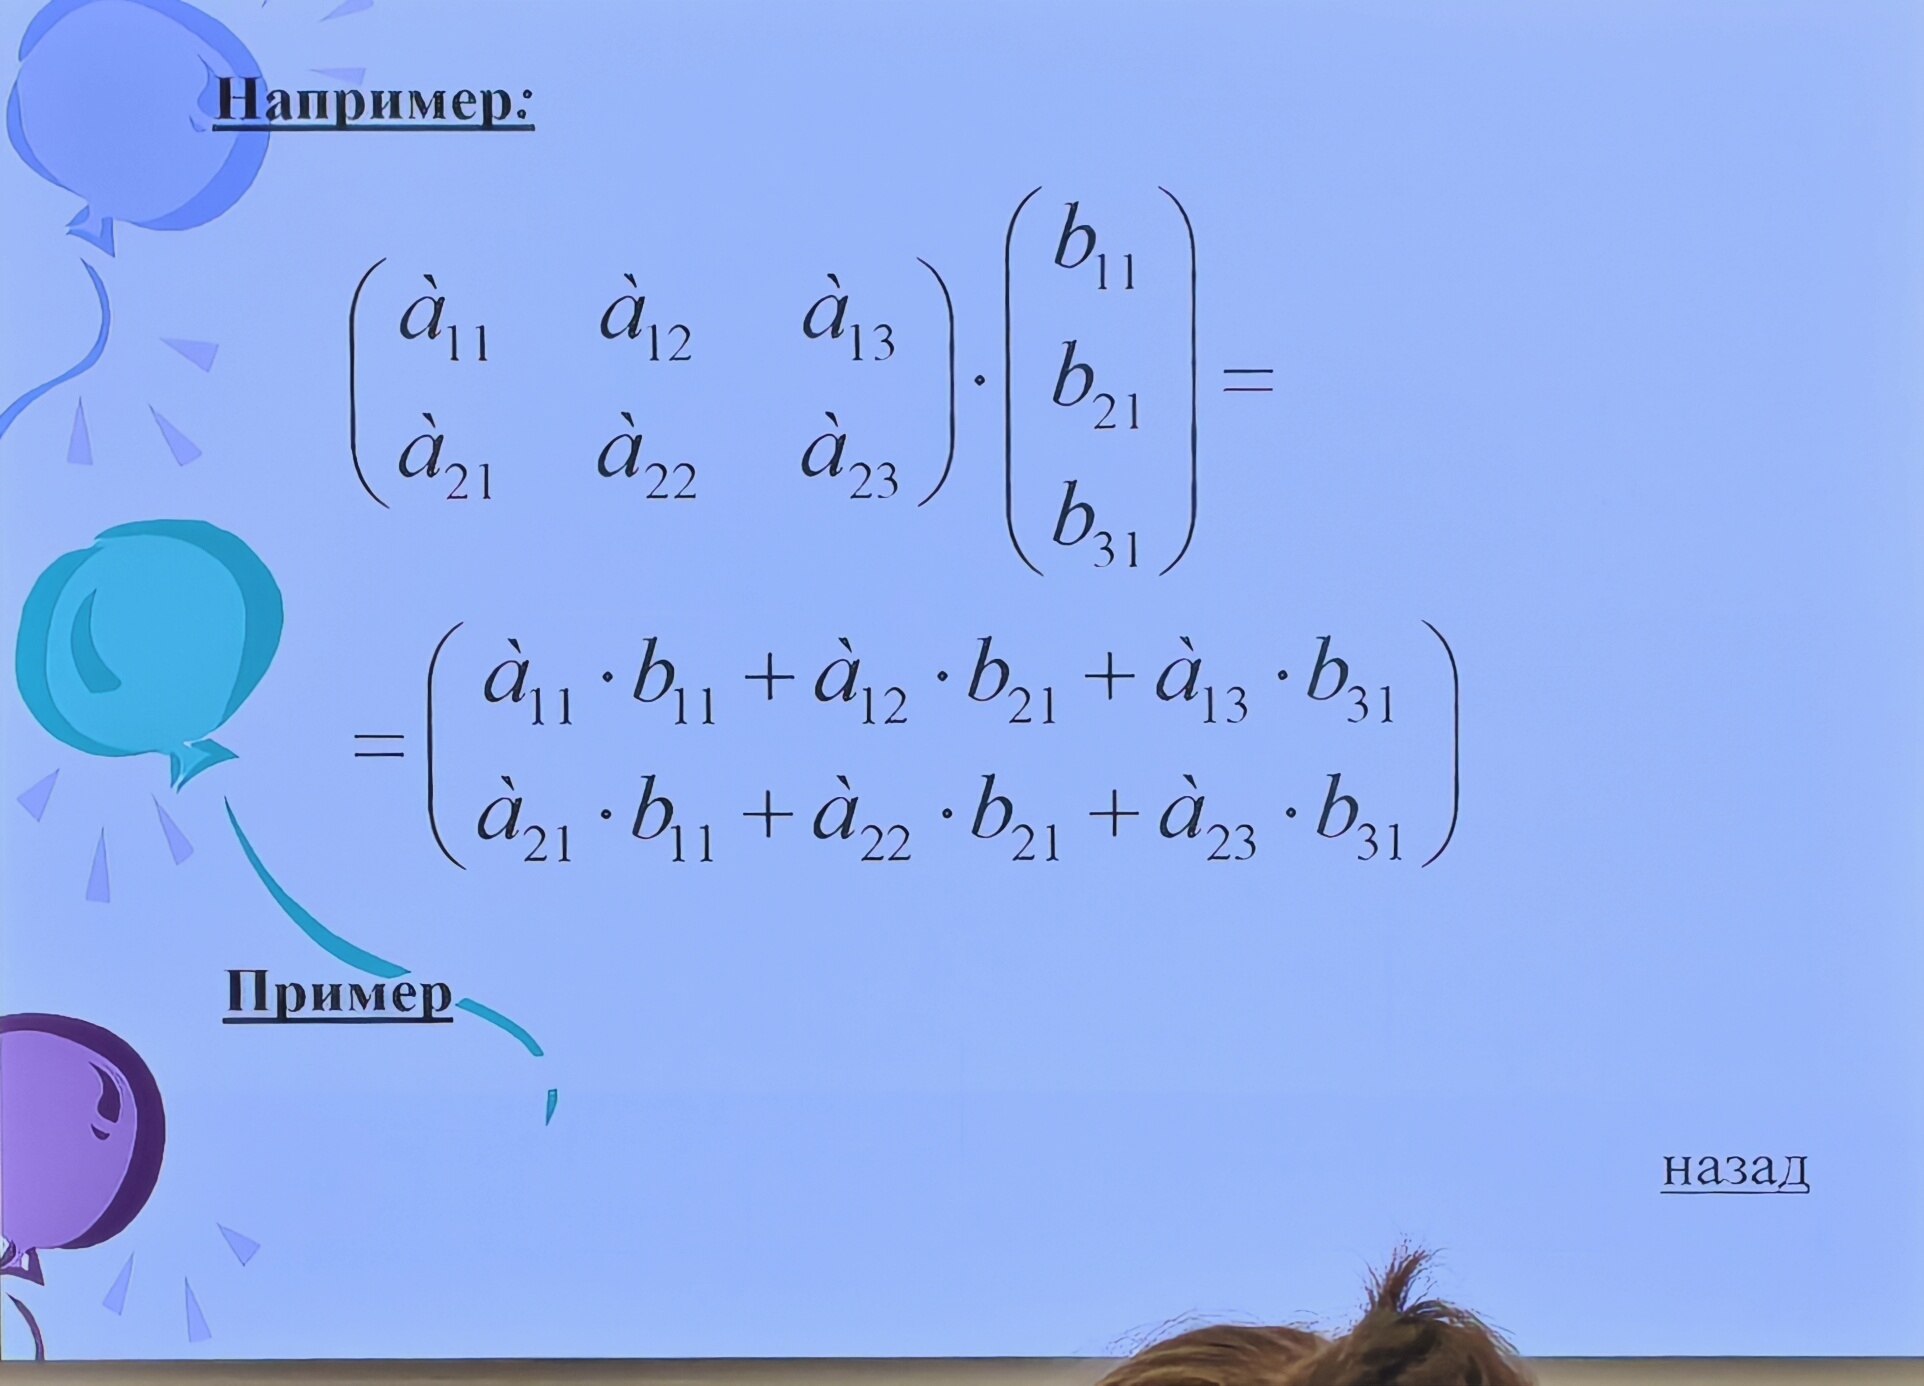 Например:
(à₁₁ à₁₂ à₁₃
à₂₁ à₂₂ à₂₃) · (b₁₁
b₂₁
b₃₁) =
= (à₁₁ · b₁₁ + à₁₂ · b₂₁ + à₁₃ · b₃₁
à₂₁ · b₁₁ + à₂₂ · b₂₁ + à₂₃ · b₃₁)
Пример
назад